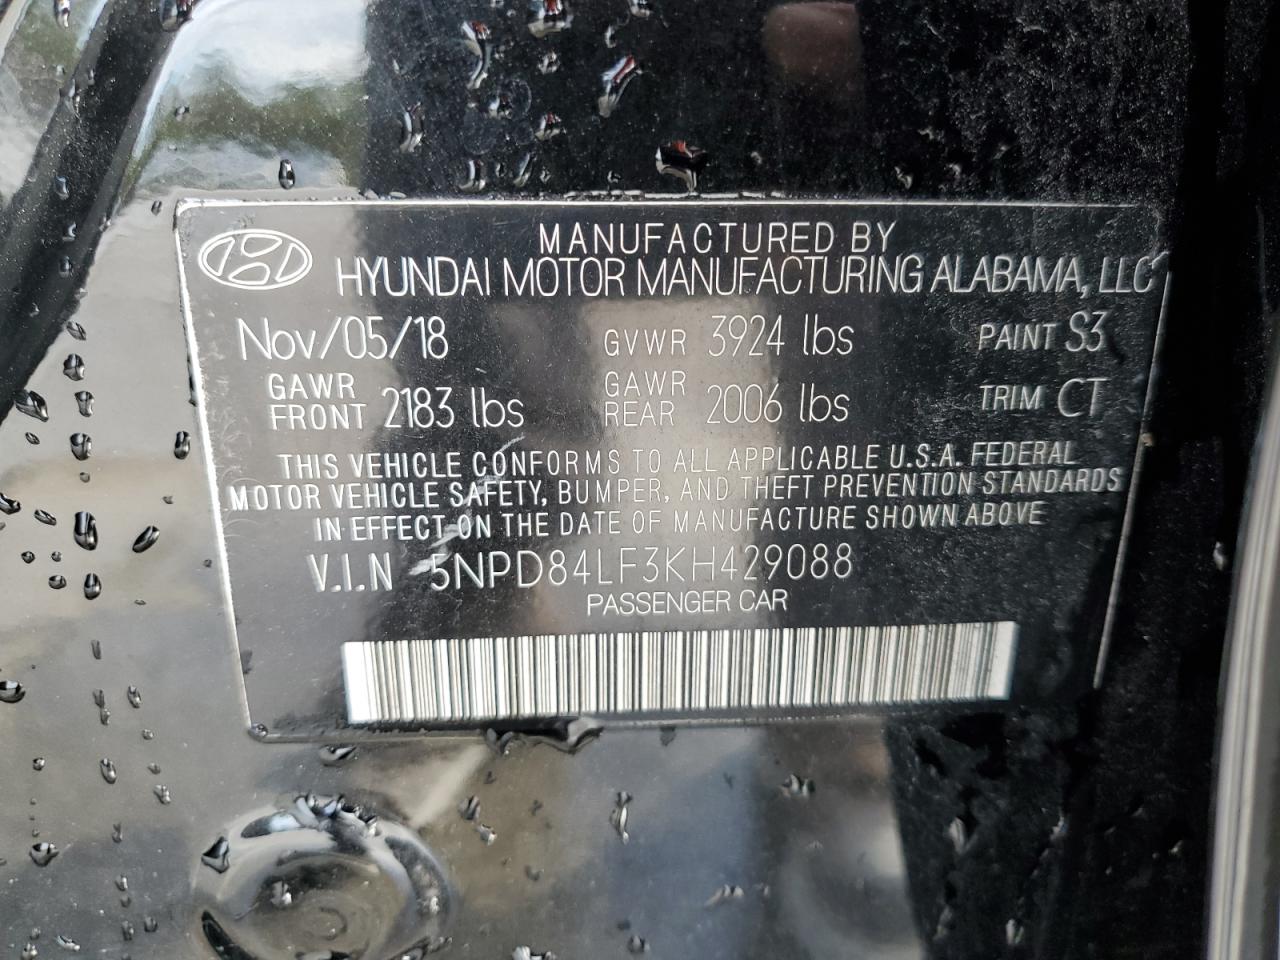 MANUFACTURED BY
HYUNDAI MOTOR MANUFACTURING ALABAMA, LLC
Nov/05/18 GVWR 3924 lbs PAINT S3
GAWR FRONT 2183 lbs GAWR REAR 2006 lbs TRIM CT
THIS VEHICLE CONFORMS TO ALL APPLICABLE U.S.A. FEDERAL
MOTOR VEHICLE SAFETY, BUMPER, AND THEFT PREVENTION STANDARDS
IN EFFECT ON THE DATE OF MANUFACTURE SHOWN ABOVE
V.I.N 5NPD84LF3KH429088
PASSENGER CAR